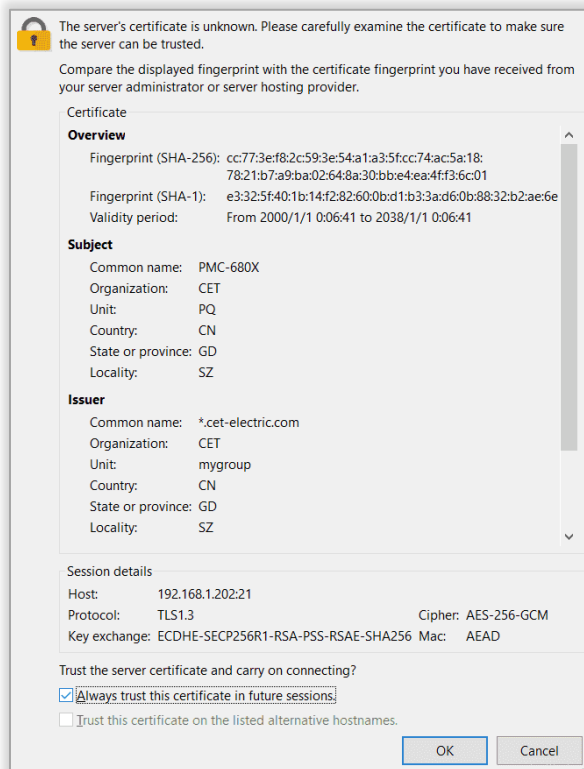 The server's certificate is unknown. Please carefully examine the certificate to make sure
the server can be trusted.
Compare the displayed fingerprint with the certificate fingerprint you have received from
your server administrator or server hosting provider.
Certificate
Overview
Fingerprint (SHA-256): cc:77:3e:f8:2c:59:3e:54:a1:a3:5f:cc:74:ac:5a:18:
78:21:b7:a9:ba:02:64:8a:30:bb:e4:ea:4f:f3:6c:01
Fingerprint (SHA-1): e3:32:5f:40:1b:14:f2:82:60:0b:d1:b3:3a:d6:0b:88:32:b2:ae:6e
Validity period: From 2000/1/1 0:06:41 to 2038/1/1 0:06:41
Subject
Common name: PMC-680X
Organization: CET
Unit: PQ
Country: CN
State or province: GD
Locality: SZ
Issuer
Common name: *.cet-electric.com
Organization: CET
Unit: mygroup
Country: CN
State or province: GD
Locality: SZ
Session details
Host: 192.168.1.202:21
Protocol: TLS1.3 Cipher: AES-256-GCM
Key exchange: ECDHE-SECP256R1-RSA-PSS-RSAE-SHA256 Mac: AEAD
Trust the server certificate and carry on connecting?
Always trust this certificate in future sessions.
Trust this certificate on the listed alternative hostnames.
OK Cancel